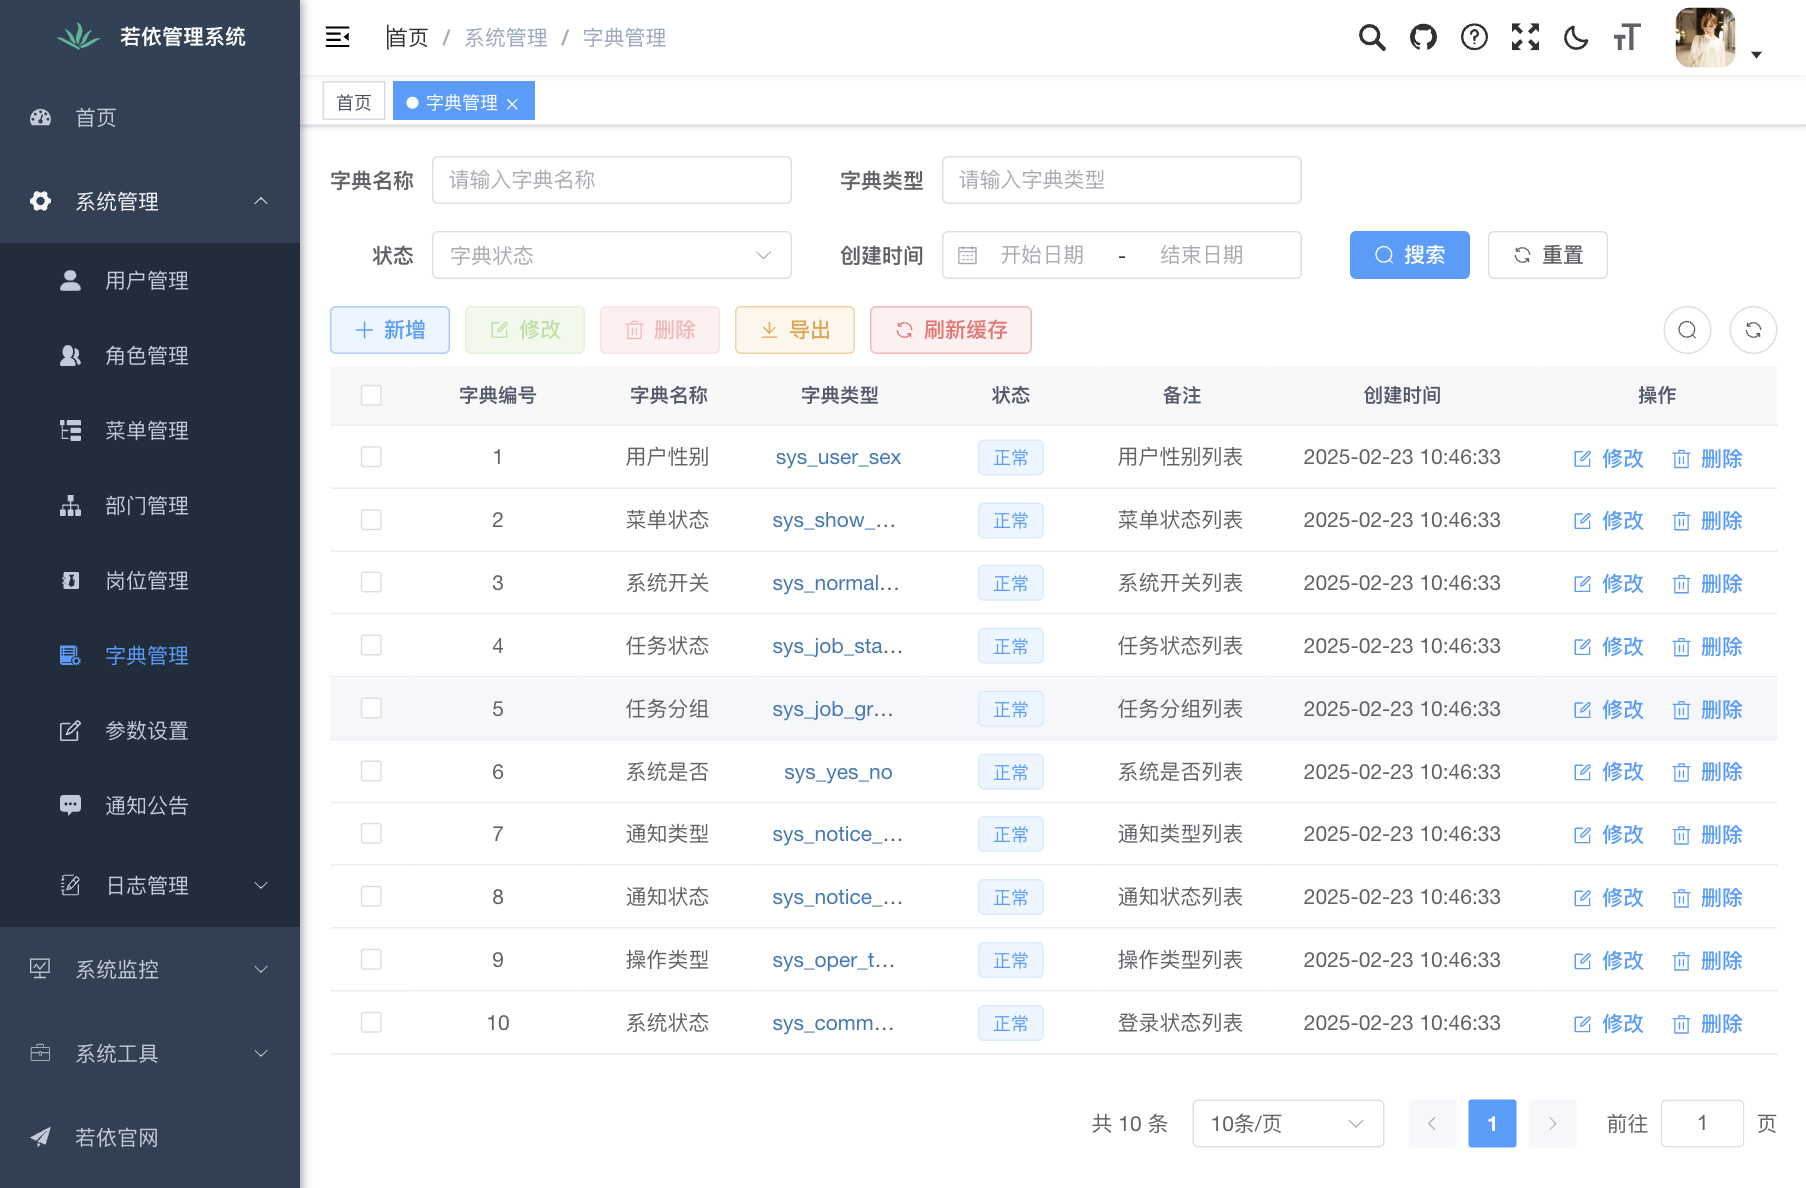 若依管理系统
首页 / 系统管理 / 字典管理
首页
字典管理
首页
系统管理
用户管理
角色管理
菜单管理
部门管理
岗位管理
字典管理
参数设置
通知公告
日志管理
系统监控
系统工具
若依官网
字典名称 请输入字典名称 字典类型 请输入字典类型
状态 字典状态 创建时间 开始日期 - 结束日期 搜索 重置
新增 修改 删除 导出 刷新缓存
字典编号 字典名称 字典类型 状态 备注 创建时间 操作
1 用户性别 sys_user_sex 正常 用户性别列表 2025-02-23 10:46:33 修改 删除
2 菜单状态 sys_show_... 正常 菜单状态列表 2025-02-23 10:46:33 修改 删除
3 系统开关 sys_normal... 正常 系统开关列表 2025-02-23 10:46:33 修改 删除
4 任务状态 sys_job_sta... 正常 任务状态列表 2025-02-23 10:46:33 修改 删除
5 任务分组 sys_job_gr... 正常 任务分组列表 2025-02-23 10:46:33 修改 删除
6 系统是否 sys_yes_no 正常 系统是否列表 2025-02-23 10:46:33 修改 删除
7 通知类型 sys_notice_... 正常 通知类型列表 2025-02-23 10:46:33 修改 删除
8 通知状态 sys_notice_... 正常 通知状态列表 2025-02-23 10:46:33 修改 删除
9 操作类型 sys_oper_t... 正常 操作类型列表 2025-02-23 10:46:33 修改 删除
10 系统状态 sys_comm... 正常 登录状态列表 2025-02-23 10:46:33 修改 删除
共 10 条 10条/页 1 前往 1 页